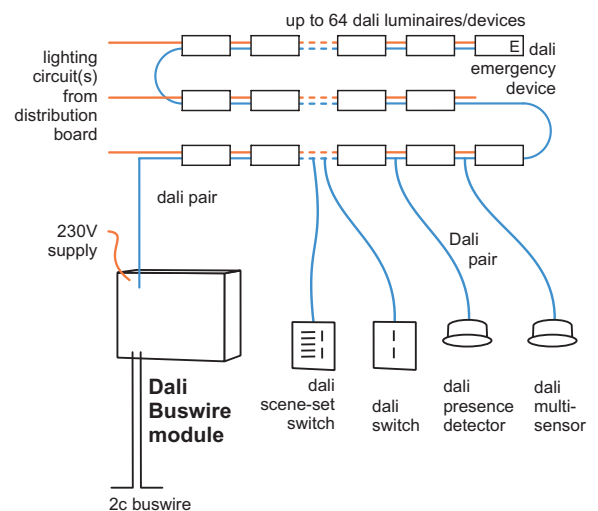 up to 64 dali luminaires/devices
lighting
circuit(s)
from
distribution
board
E
dali
emergency
device
dali pair
230V
supply
Dali
pair
Dali
Buswire
module
dali
scene-set
switch
dali
switch
dali
presence
detector
dali
multi-
sensor
2c buswire